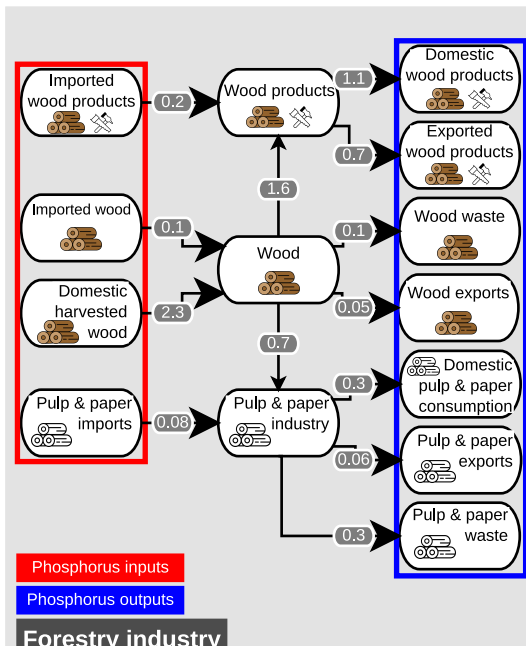 Imported
wood products
0.2
Wood products
1.1
Domestic
wood products
0.7
Exported
wood products
1.6
Imported wood
0.1
Wood
0.1
Wood waste
Domestic
harvested
wood
2.3
0.05
Wood exports
0.7
Pulp & paper
imports
0.08
Pulp & paper
industry
0.3
Domestic
pulp & paper
consumption
0.06
Pulp & paper
exports
0.3
Pulp & paper
waste
Phosphorus inputs
Phosphorus outputs
Forestry industry